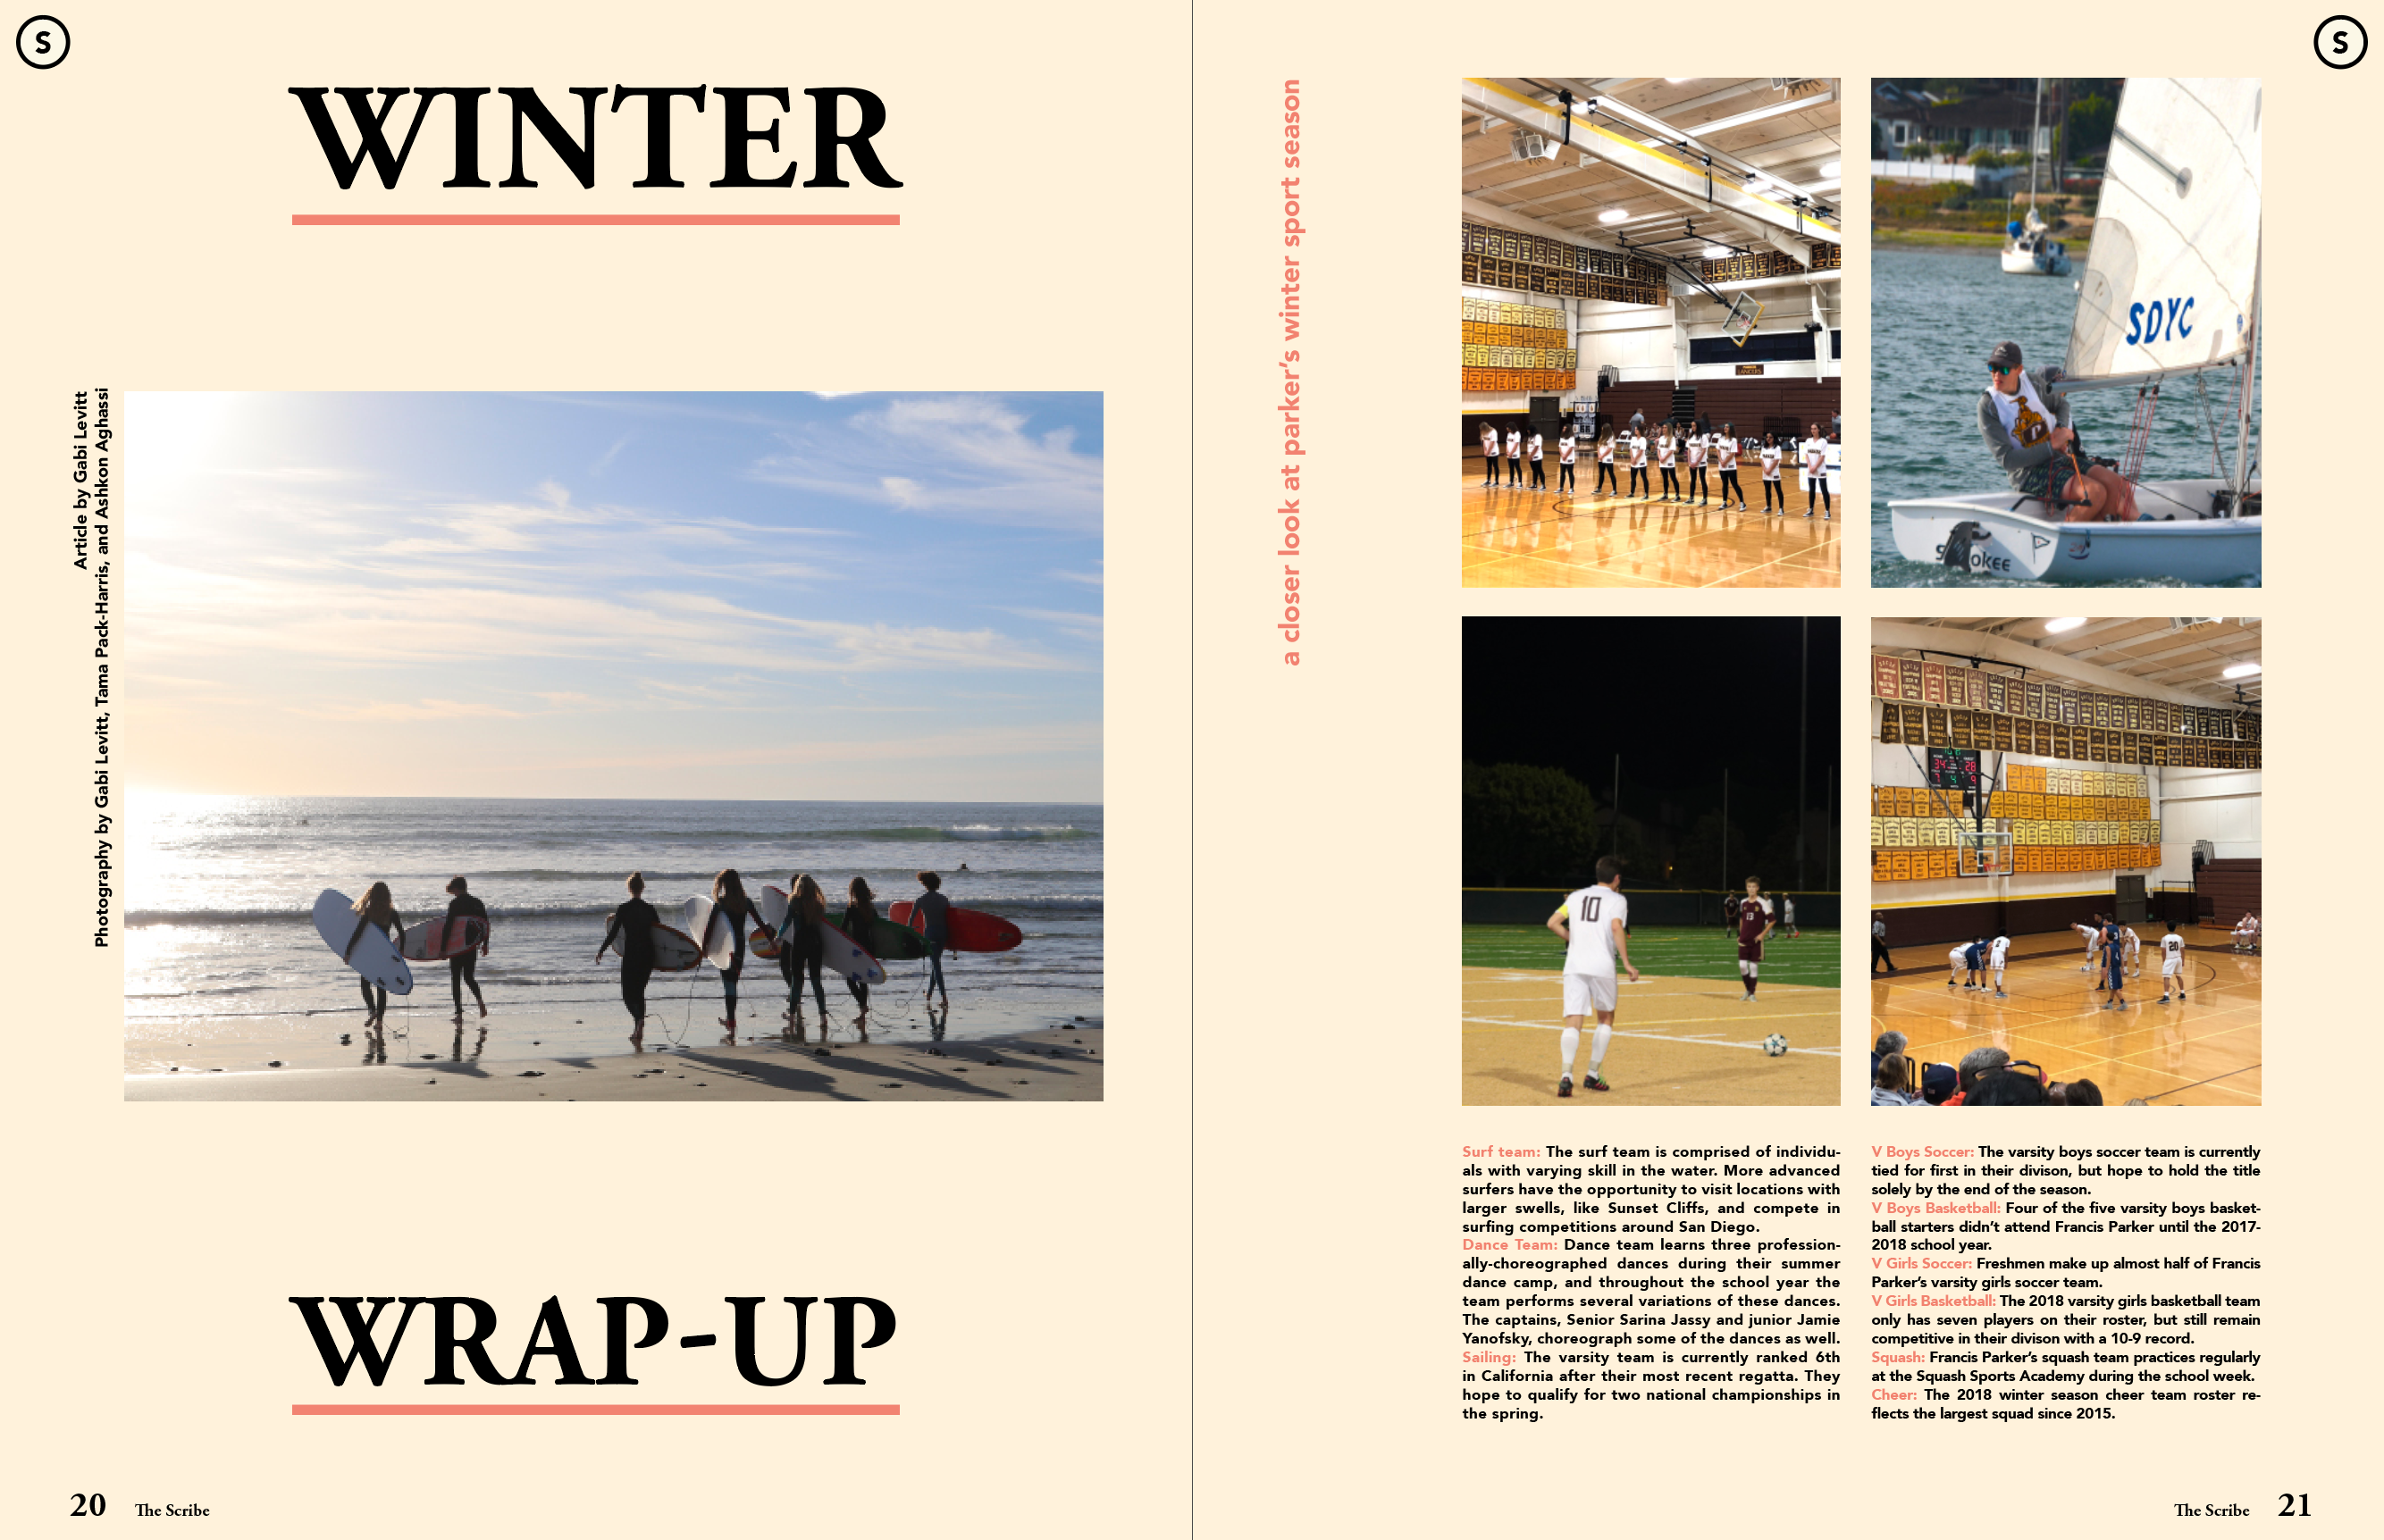 S
WINTER
Article by Gabi Levitt
Photography by Gabi Levitt, Tama Pack-Harris, and Ashkon Aghassi
WRAP-UP
20 The Scribe
S
a closer look at parker's winter sport season
LANCERS
SDYC
P
okee
10
13
34 28
20
Surf team: The surf team is comprised of individu-
als with varying skill in the water. More advanced
surfers have the opportunity to visit locations with
larger swells, like Sunset Cliffs, and compete in
surfing competitions around San Diego.
Dance Team: Dance team learns three profession-
ally-choreographed dances during their summer
dance camp, and throughout the school year the
team performs several variations of these dances.
The captains, Senior Sarina Jassy and junior Jamie
Yanofsky, choreograph some of the dances as well.
Sailing: The varsity team is currently ranked 6th
in California after their most recent regatta. They
hope to qualify for two national championships in
the spring.
V Boys Soccer: The varsity boys soccer team is currently
tied for first in their divison, but hope to hold the title
solely by the end of the season.
V Boys Basketball: Four of the five varsity boys basket-
ball starters didn't attend Francis Parker until the 2017-
2018 school year.
V Girls Soccer: Freshmen make up almost half of Francis
Parker's varsity girls soccer team.
V Girls Basketball: The 2018 varsity girls basketball team
only has seven players on their roster, but still remain
competitive in their divison with a 10-9 record.
Squash: Francis Parker's squash team practices regularly
at the Squash Sports Academy during the school week.
Cheer: The 2018 winter season cheer team roster re-
flects the largest squad since 2015.
The Scribe 21